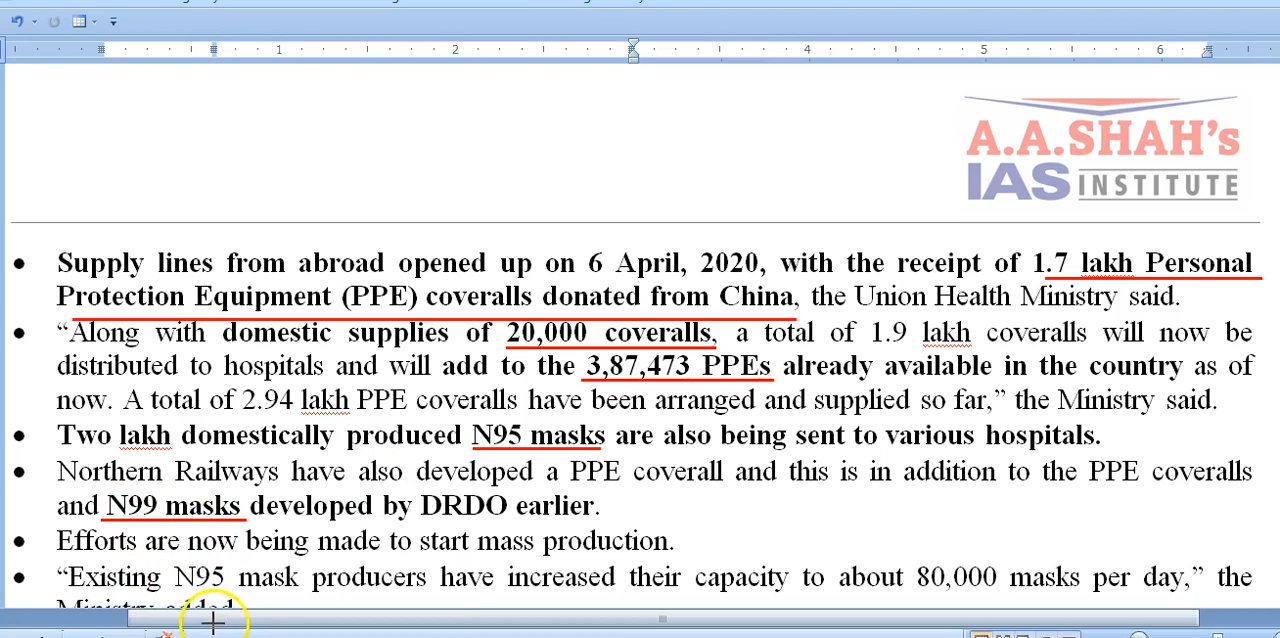 1 2 4 5 6
A.A.SHAH's
IAS INSTITUTE
• Supply lines from abroad opened up on 6 April, 2020, with the receipt of 1.7 lakh Personal
Protection Equipment (PPE) coveralls donated from China, the Union Health Ministry said.
• “Along with domestic supplies of 20,000 coveralls, a total of 1.9 lakh coveralls will now be
distributed to hospitals and will add to the 3,87,473 PPEs already available in the country as of
now. A total of 2.94 lakh PPE coveralls have been arranged and supplied so far,” the Ministry said.
• Two lakh domestically produced N95 masks are also being sent to various hospitals.
• Northern Railways have also developed a PPE coverall and this is in addition to the PPE coveralls
and N99 masks developed by DRDO earlier.
• Efforts are now being made to start mass production.
• “Existing N95 mask producers have increased their capacity to about 80,000 masks per day,” the
Ministry added